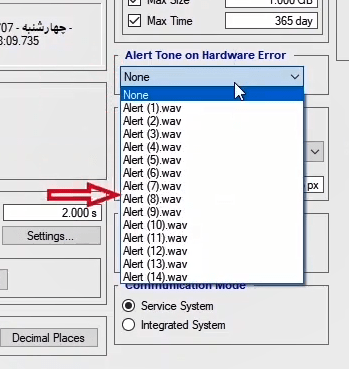 Max Size
1.000 GB
07/ - چهارشنبه -
3:09.735
Max Time
365 day
Alert Tone on Hardware Error
None
None
Alert (1).wav
Alert (2).wav
Alert (3).wav
Alert (4).wav
Alert (5).wav
Alert (6).wav
Alert (7).wav
Alert (8).wav
Alert (9).wav
Alert (10).wav
Alert (11).wav
Alert (12).wav
Alert (13).wav
Alert (14).wav
px
2.000 s
Settings...
Communication Mode
Service System
Integrated System
Decimal Places